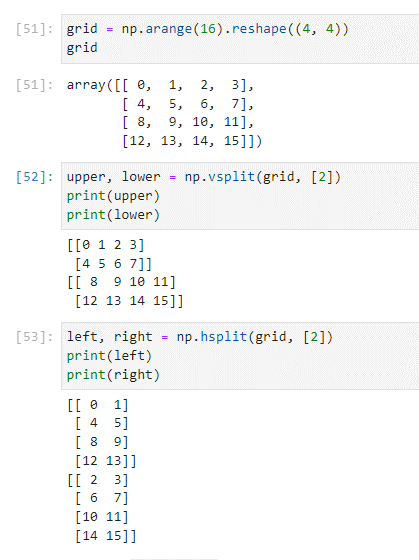 [51]: grid = np.arange(16).reshape((4, 4))
grid
[51]: array([[ 0,  1,  2,  3],
       [ 4,  5,  6,  7],
       [ 8,  9, 10, 11],
       [12, 13, 14, 15]])
[52]: upper, lower = np.vsplit(grid, [2])
print(upper)
print(lower)
[[0 1 2 3]
 [4 5 6 7]]
[[ 8  9 10 11]
 [12 13 14 15]]
[53]: left, right = np.hsplit(grid, [2])
print(left)
print(right)
[[ 0  1]
 [ 4  5]
 [ 8  9]
 [12 13]]
[[ 2  3]
 [ 6  7]
 [10 11]
 [14 15]]